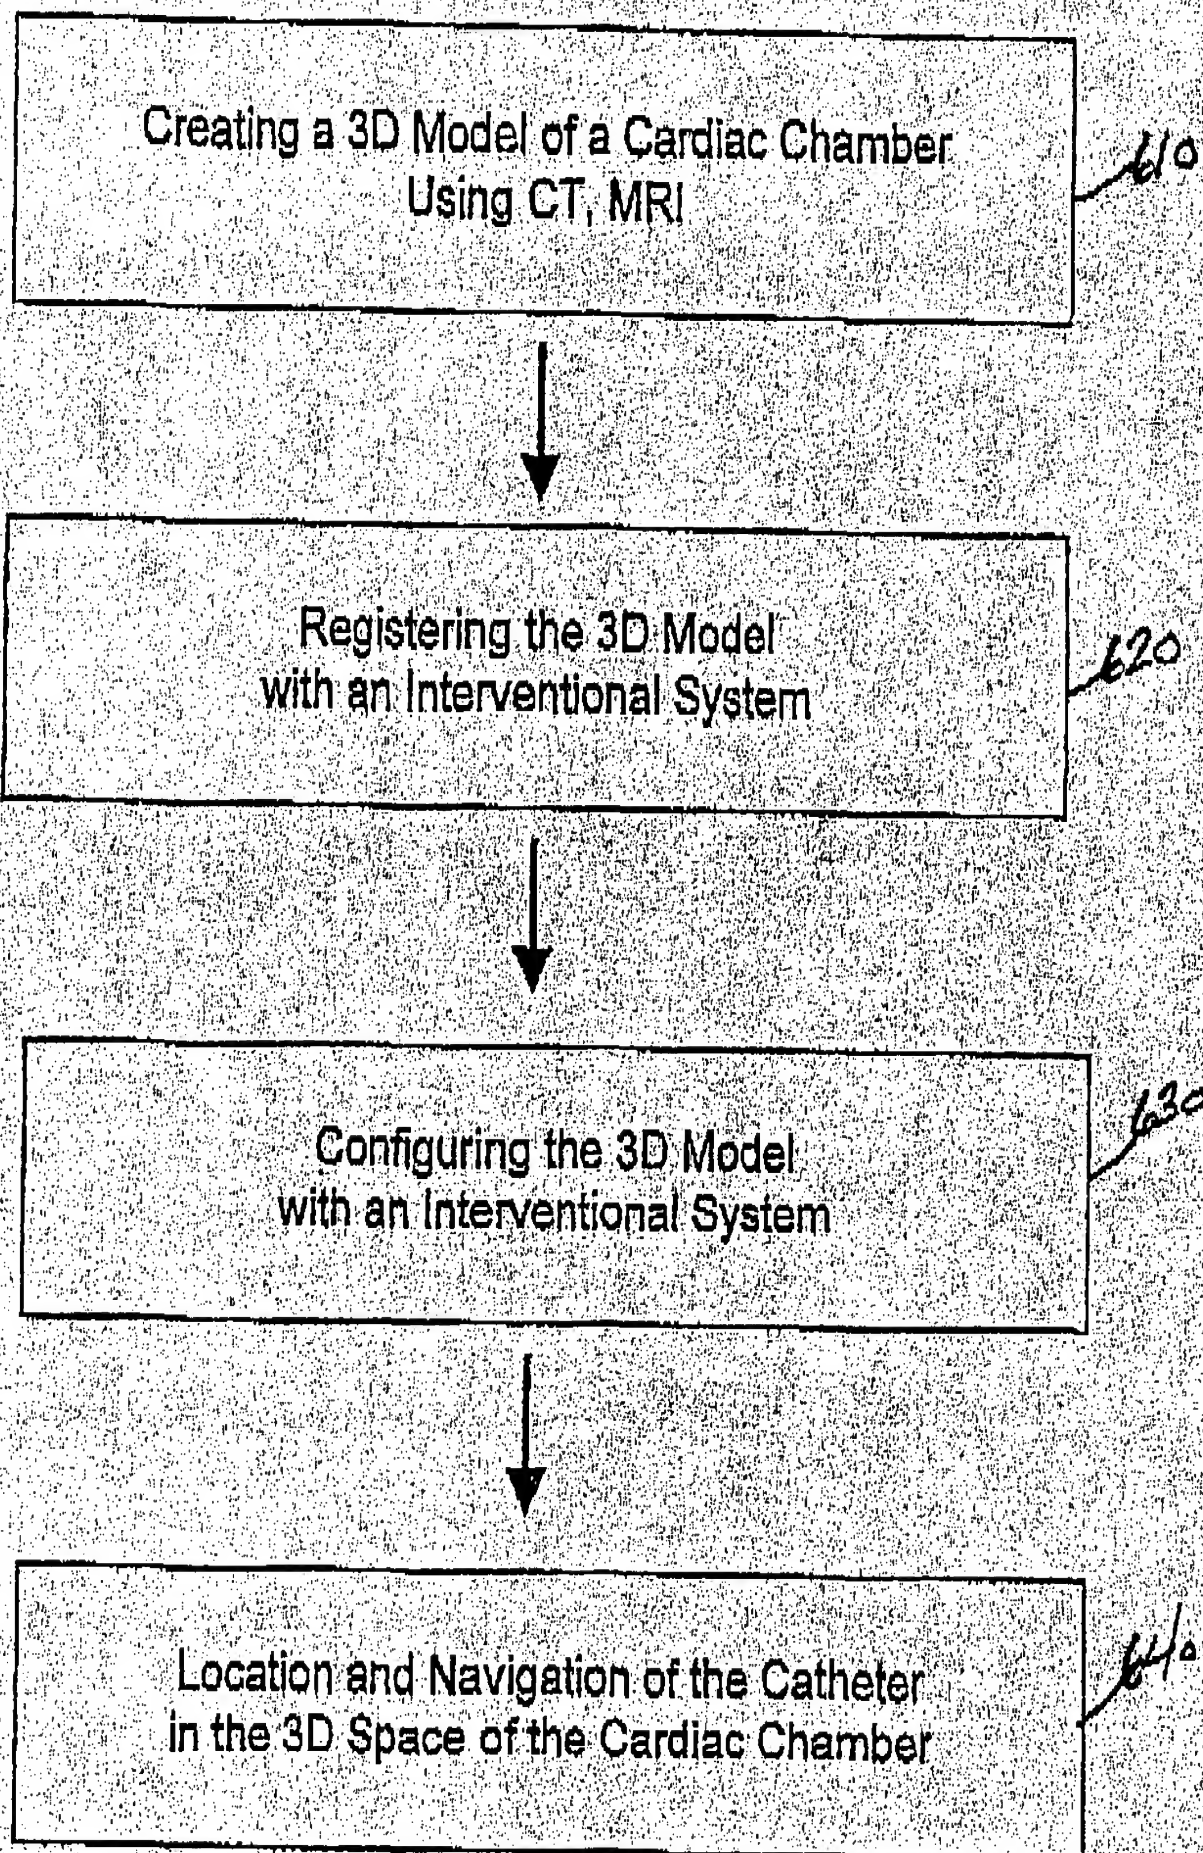 Creating a 3D Model of a Cardiac Chamber
Using CT, MRI
610
Registering the 3D Model
with an Interventional System
620
Configuring the 3D Model
with an Interventional System
630
Location and Navigation of the Catheter
in the 3D Space of the Cardiac Chamber
640